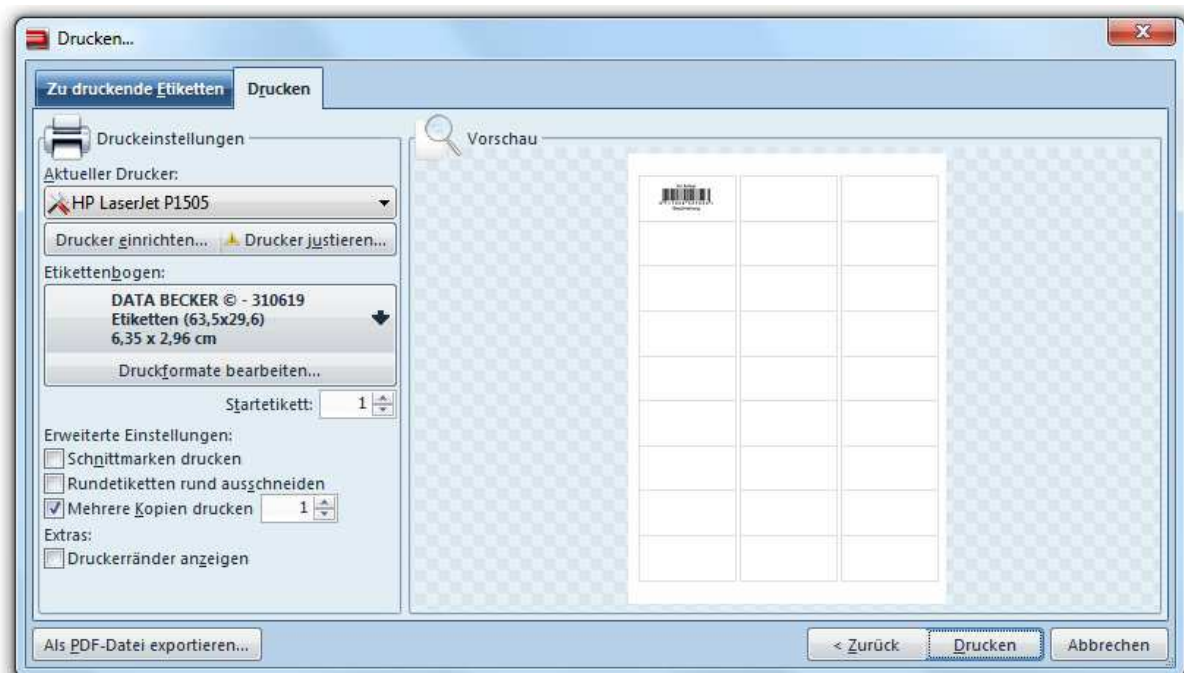 Drucken...
Zu druckende Etiketten
Drucken
Druckeinstellungen
Aktueller Drucker:
HP LaserJet P1505
Drucker einrichten...
Drucker justieren...
Etikettenbogen:
DATA BECKER © - 310619
Etiketten (63,5x29,6)
6,35 x 2,96 cm
Druckformate bearbeiten...
Startetikett: 1
Erweiterte Einstellungen:
Schnittmarken drucken
Rundetiketten rund ausschneiden
Mehrere Kopien drucken 1
Extras:
Druckerränder anzeigen
Vorschau
Als PDF-Datei exportieren...
< Zurück
Drucken
Abbrechen